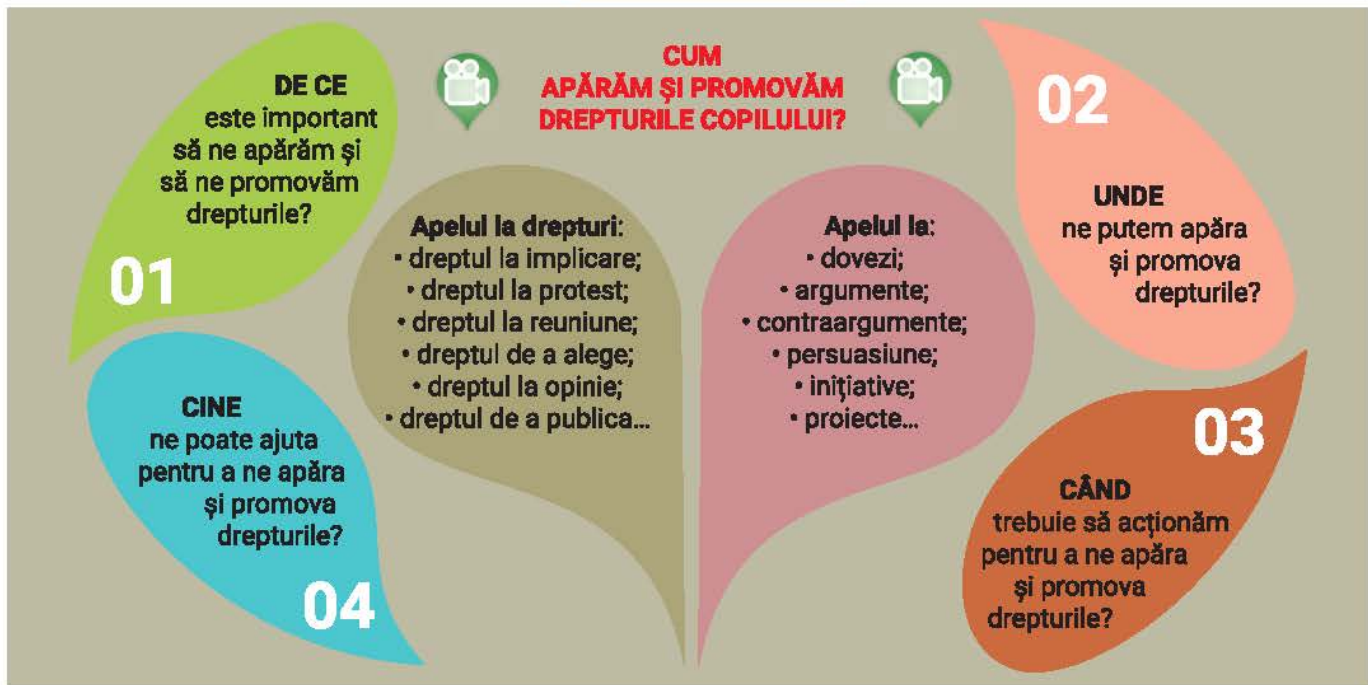 CUM
APĂRĂM ȘI PROMOVĂM
DREPTURILE COPILULUI?
DE CE
este important
să ne apărăm și
să ne promovăm
drepturile?
01
02
UNDE
ne putem apăra
și promova
drepturile?
Apelul la drepturi:
• dreptul la implicare;
• dreptul la protest;
• dreptul la reuniune;
• dreptul de a alege;
• dreptul la opinie;
• dreptul de a publica...
Apelul la:
• dovezi;
• argumente;
• contraargumente;
• persuasiune;
• inițiative;
• proiecte...
03
CÂND
trebuie să acționăm
pentru a ne apăra
și promova
drepturile?
CINE
ne poate ajuta
pentru a ne apăra
și promova
drepturile?
04